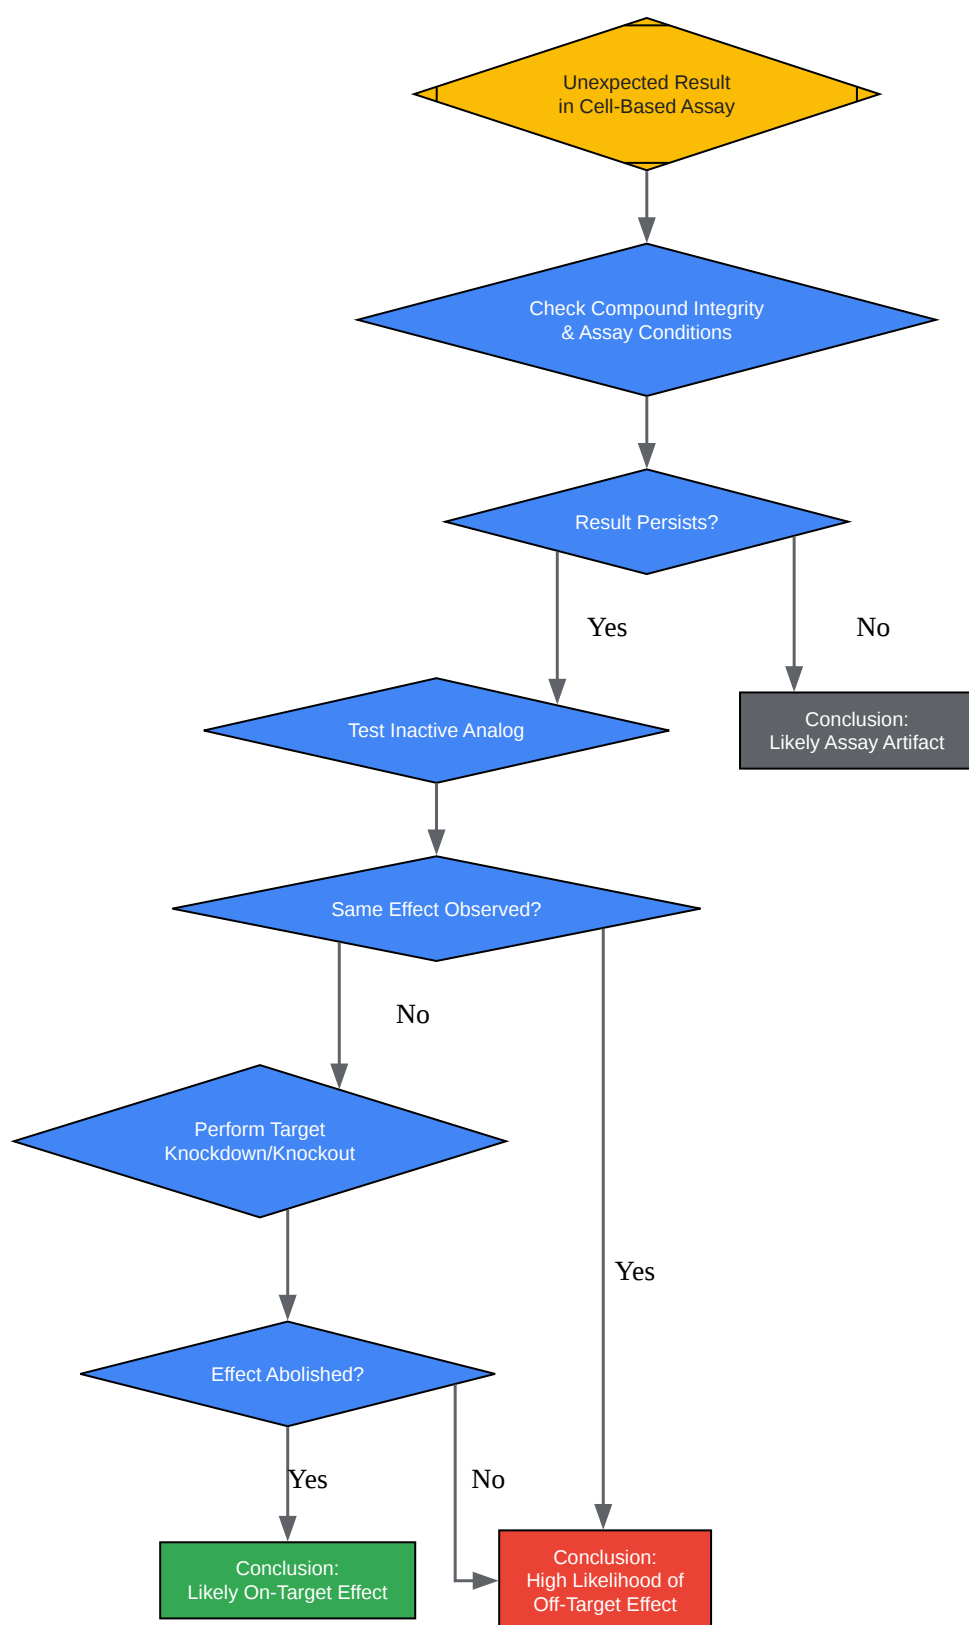 Unexpected Result
in Cell-Based Assay
Check Compound Integrity
& Assay Conditions
Result Persists?
Yes
No
Conclusion:
Likely Assay Artifact
Test Inactive Analog
Same Effect Observed?
No
Perform Target
Knockdown/Knockout
Yes
Effect Abolished?
Yes
No
Conclusion:
Likely On-Target Effect
Conclusion:
High Likelihood of
Off-Target Effect